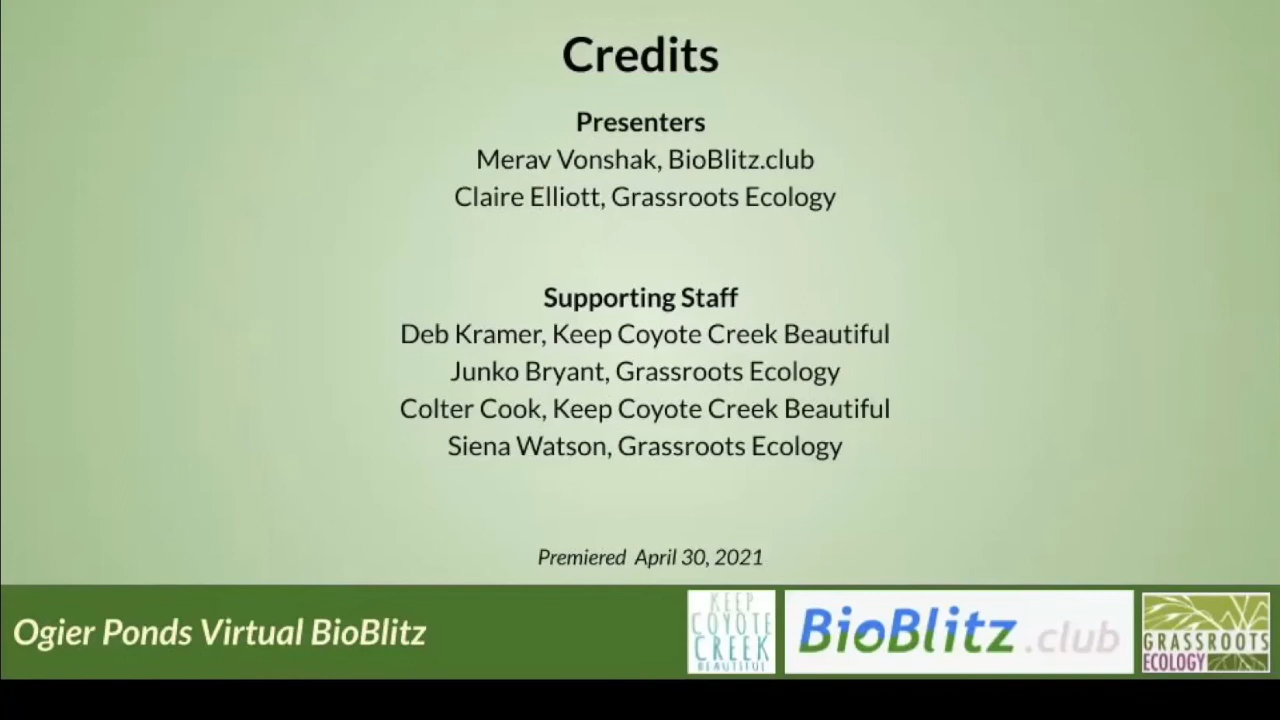 Credits
Presenters
Merav Vonshak, BioBlitz.club
Claire Elliott, Grassroots Ecology
Supporting Staff
Deb Kramer, Keep Coyote Creek Beautiful
Junko Bryant, Grassroots Ecology
Colter Cook, Keep Coyote Creek Beautiful
Siena Watson, Grassroots Ecology
Premiered April 30, 2021
Ogier Ponds Virtual BioBlitz
KEEP
COYOTE
CREEK
BEAUTIFUL
BioBlitz.club
GRASSROOTS
ECOLOGY